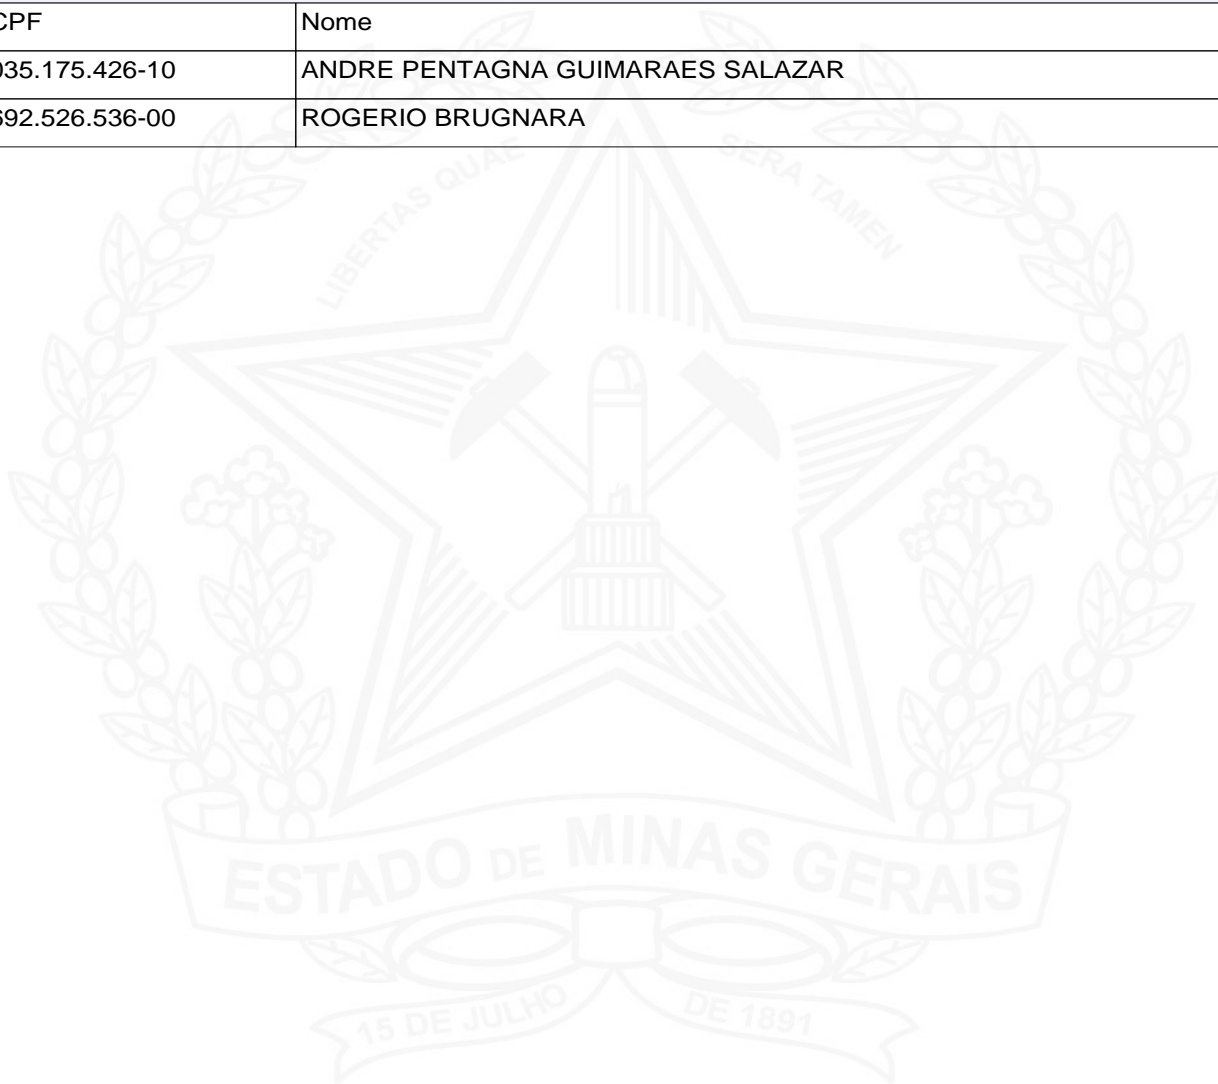 CPF Nome
035.175.426-10 ANDRE PENTAGNA GUIMARAES SALAZAR
692.526.536-00 ROGERIO BRUGNARA
LIBERTAS QUAE SERA TAMEN
ESTADO DE MINAS GERAIS
15 DE JULHO DE 1891